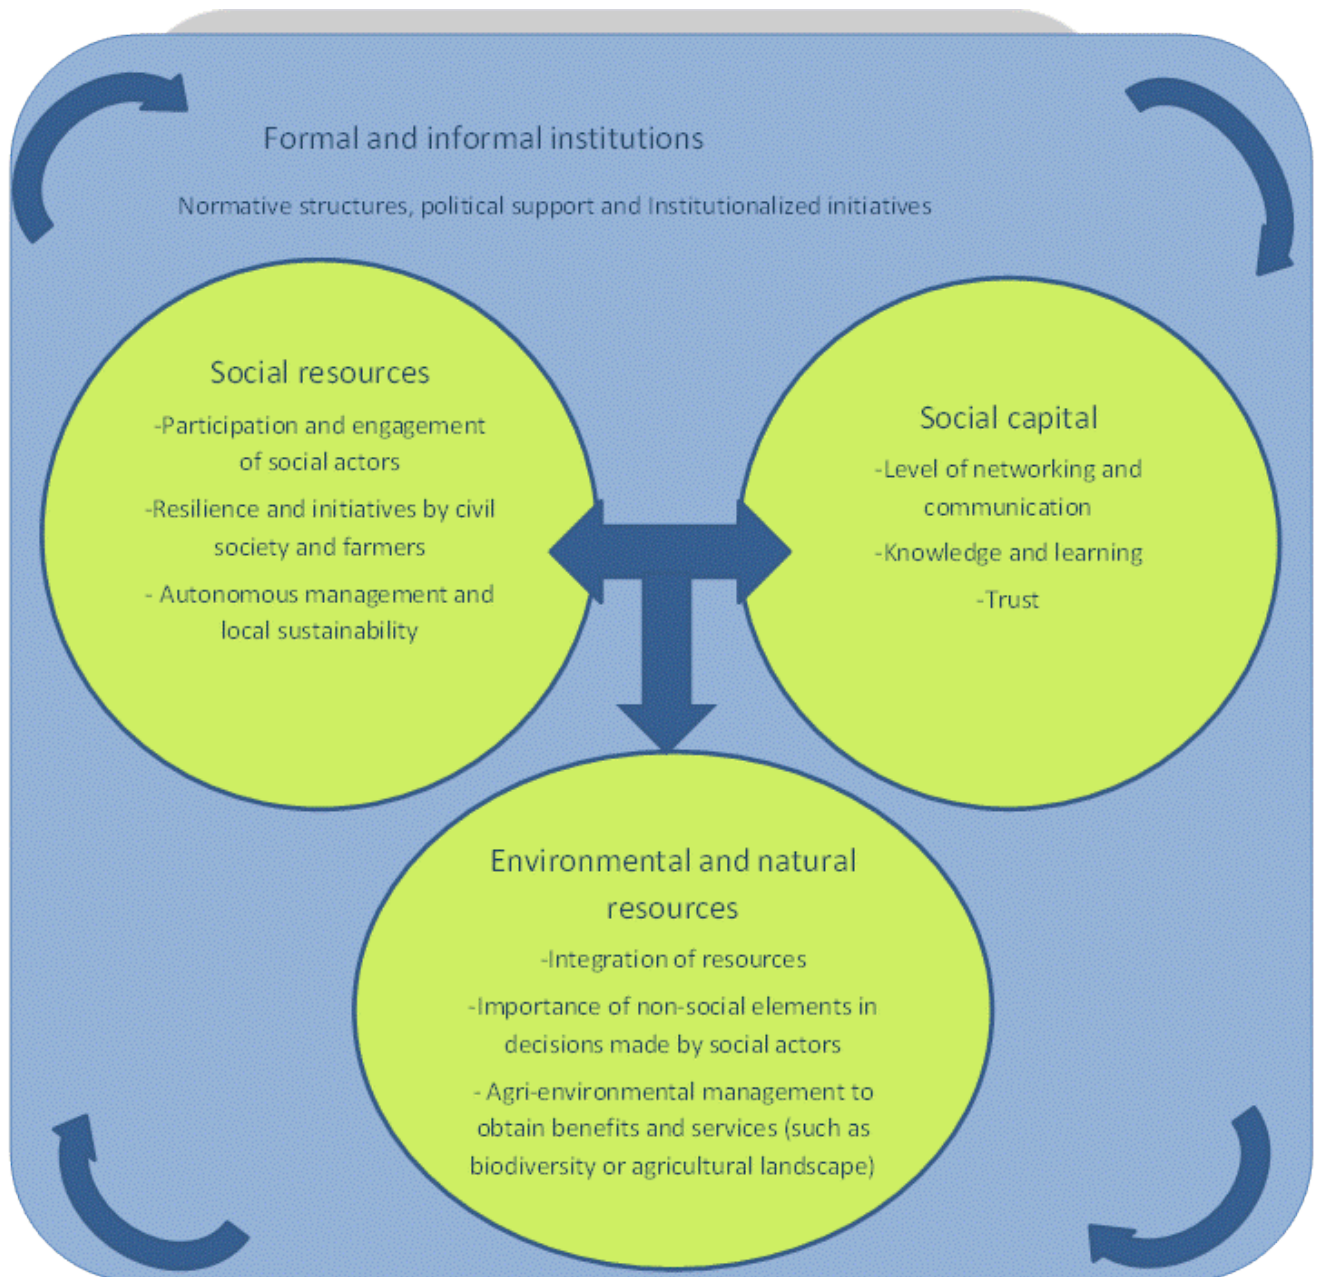 Formal and informal institutions
Normative structures, political support and Institutionalized initiatives
Social resources
-Participation and engagement
of social actors
-Resilience and initiatives by civil
society and farmers
- Autonomous management and
local sustainability
Social capital
-Level of networking and
communication
-Knowledge and learning
-Trust
Environmental and natural
resources
-Integration of resources
-Importance of non-social elements in
decisions made by social actors
- Agri-environmental management to
obtain benefits and services (such as
biodiversity or agricultural landscape)